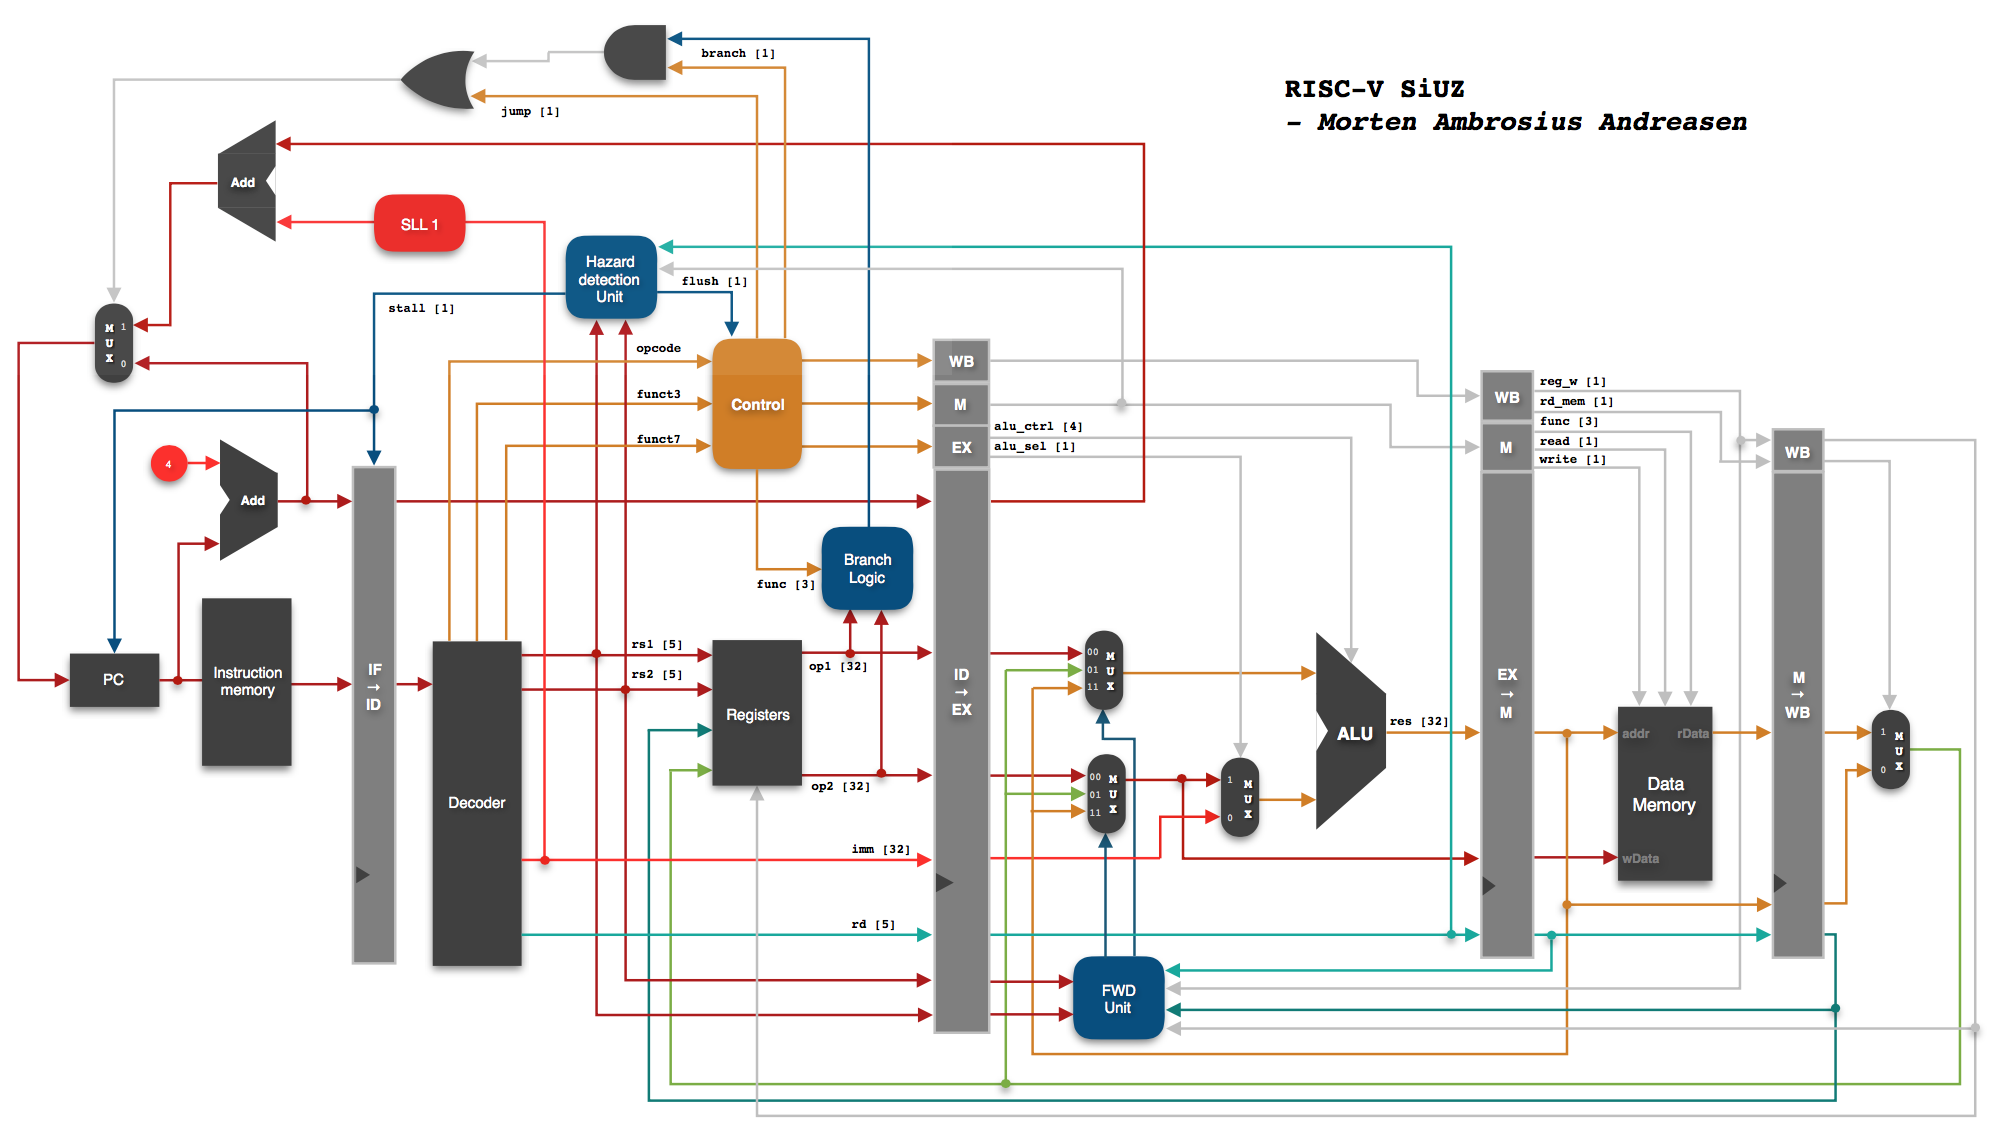 branch [1]
jump [1]
RISC-V SiUZ
- Morten Ambrosius Andreasen
Add
SLL 1
Hazard
detection
Unit
flush [1]
stall [1]
M 1
U
X 0
opcode
funct3
funct7
Control
WB
M
EX
alu_ctrl [4]
alu_sel [1]
WB
M
reg_w [1]
rd_mem [1]
func [3]
read [1]
write [1]
WB
4
Add
Branch
Logic
func [3]
PC
Instruction
memory
IF
→
ID
Decoder
rs1 [5]
rs2 [5]
Registers
op1 [32]
op2 [32]
imm [32]
rd [5]
ID
→
EX
00 M
01 U
11 X
00 M
01 U
11 X
1 M
U
0 X
ALU
res [32]
EX
→
M
addr
rData
Data
Memory
wData
M
→
WB
1 M
U
0 X
FWD
Unit